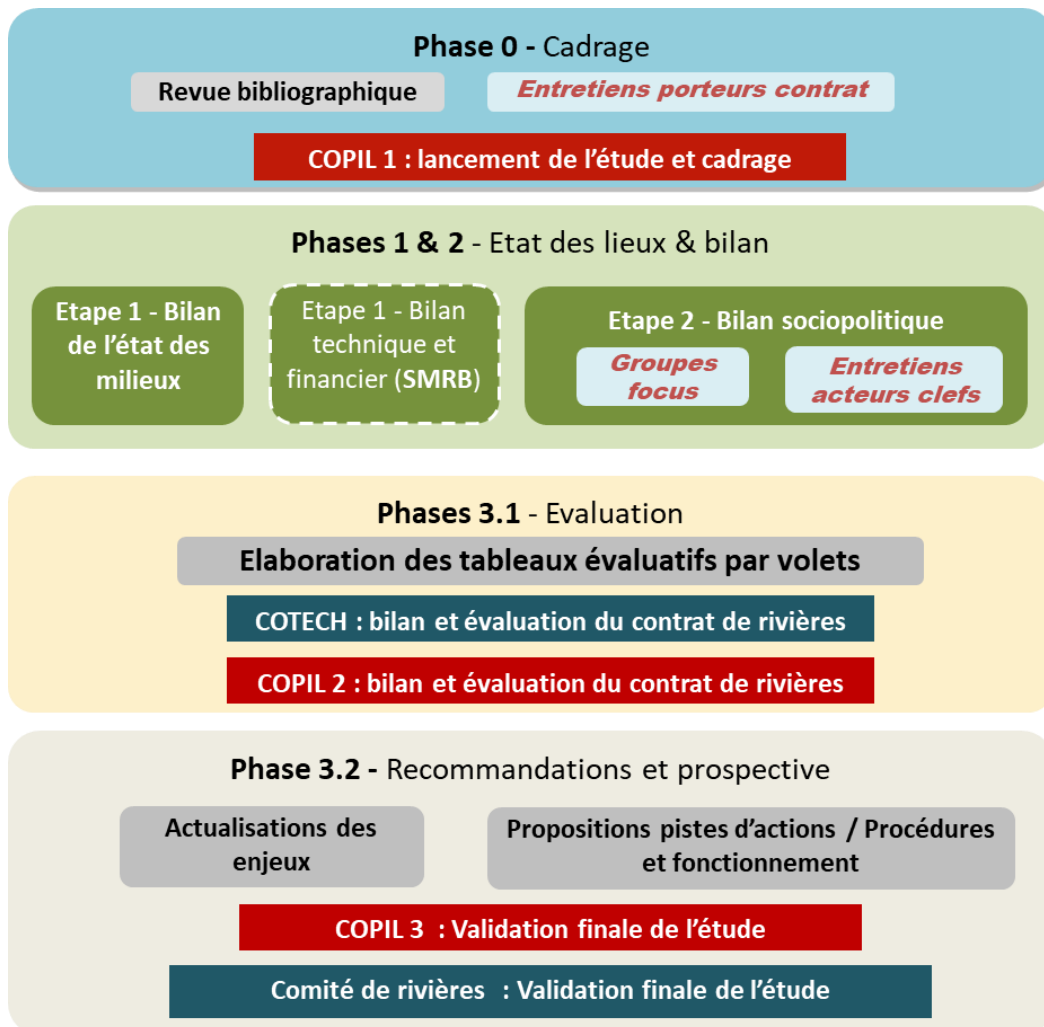 Phase 0 - Cadrage
Revue bibliographique
Entretiens porteurs contrat
COPIL 1 : lancement de l'étude et cadrage
Phases 1 & 2 - Etat des lieux & bilan
Etape 1 - Bilan
de l'état des
milieux
Etape 1 - Bilan
technique et
financier (SMRB)
Etape 2 - Bilan sociopolitique
Groupes
focus
Entretiens
acteurs clefs
Phases 3.1 - Evaluation
Elaboration des tableaux évaluatifs par volets
COTECH : bilan et évaluation du contrat de rivières
COPIL 2 : bilan et évaluation du contrat de rivières
Phase 3.2 - Recommandations et prospective
Actualisations des
enjeux
Propositions pistes d'actions / Procédures
et fonctionnement
COPIL 3 : Validation finale de l'étude
Comité de rivières : Validation finale de l'étude